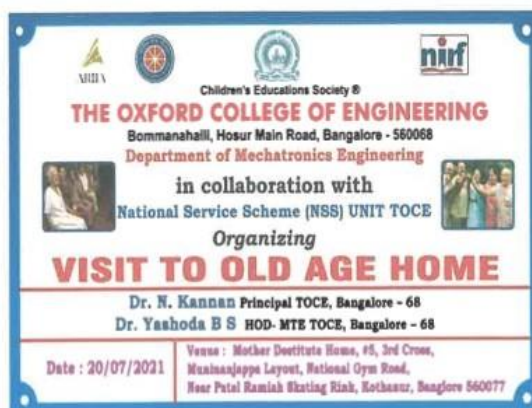 nirf
Children's Educations Society ®
THE OXFORD COLLEGE OF ENGINEERING
Bommanahalli, Hosur Main Road, Bangalore - 560068
Department of Mechatronics Engineering
in collaboration with
National Service Scheme (NSS) UNIT TOCE
Organizing
VISIT TO OLD AGE HOME
Dr. N. Kannan Principal TOCE, Bangalore - 68
Dr. Yashoda B S HOD- MTE TOCE, Bangalore - 68
Date : 20/07/2021
Venue : Mother Destitute Home, #5, 3rd Cross,
Muninanjappa Layout, National Gym Road,
Near Patel Ramiah Skating Rink, Kothanur, Banglore 560077